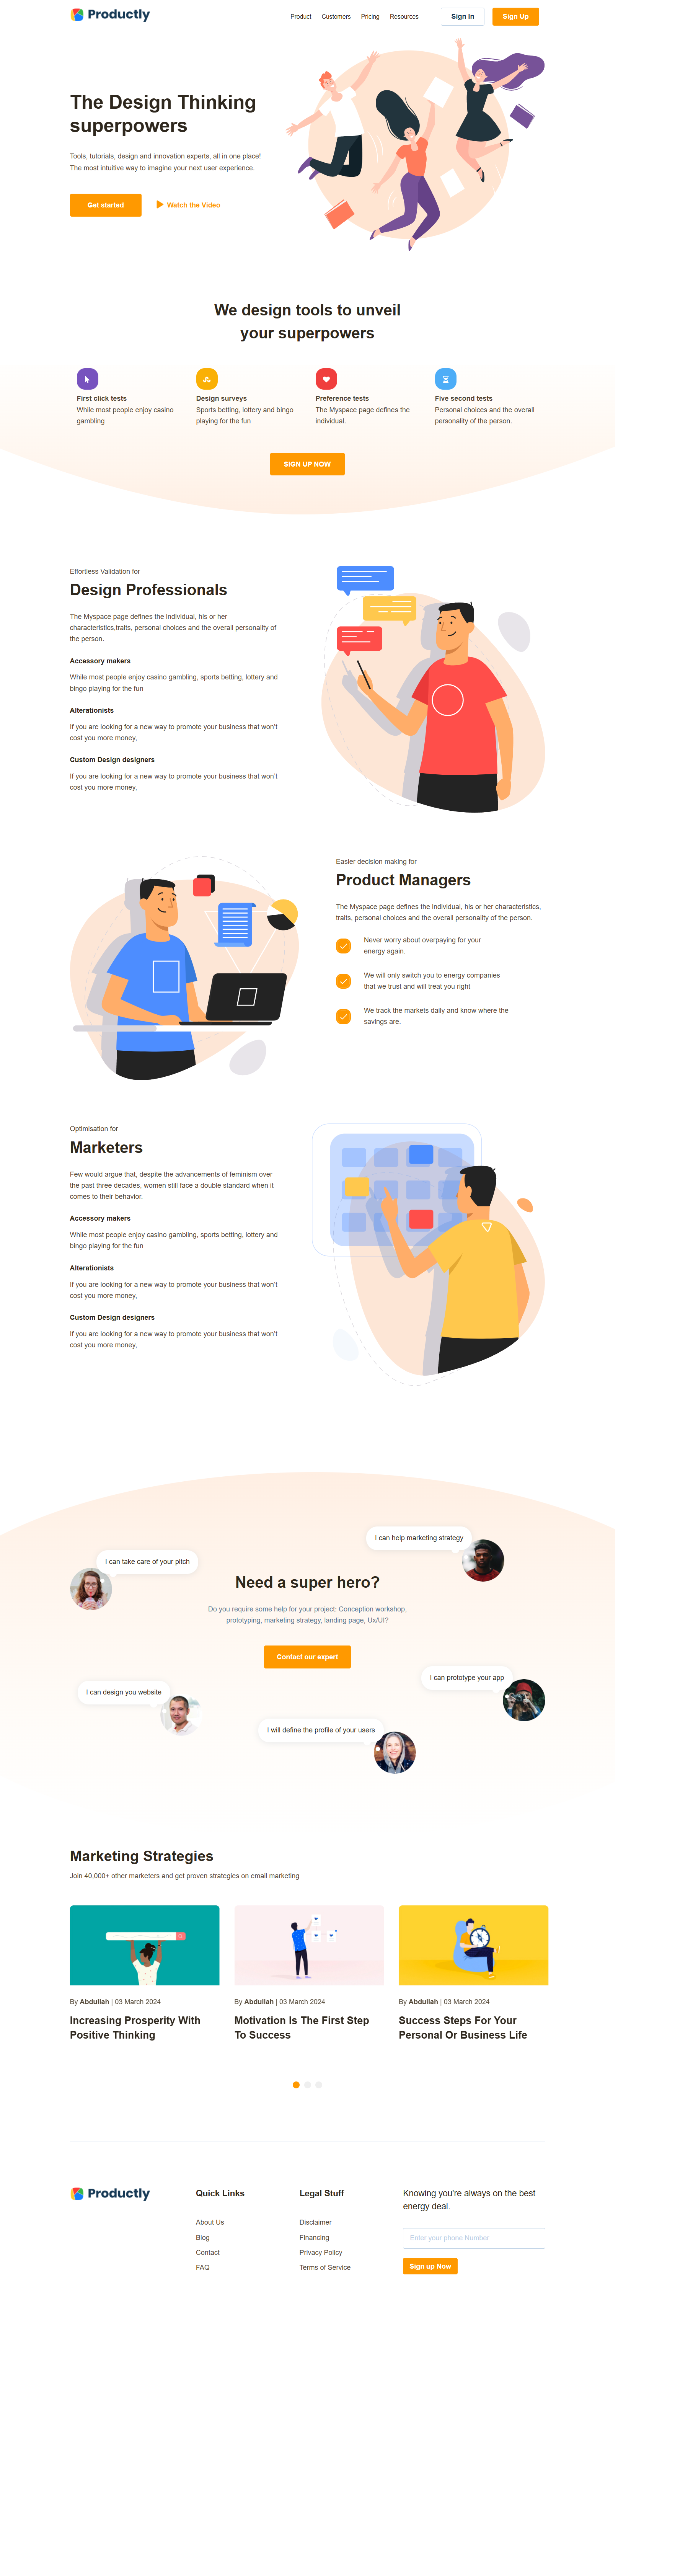 Productly
Product Customers Pricing Resources
Sign In
Sign Up
The Design Thinking
superpowers
Tools, tutorials, design and innovation experts, all in one place!
The most intuitive way to imagine your next user experience.
Get started
Watch the Video
We design tools to unveil
your superpowers
First click tests
While most people enjoy casino
gambling
Design surveys
Sports betting, lottery and bingo
playing for the fun
Preference tests
The Myspace page defines the
individual.
Five second tests
Personal choices and the overall
personality of the person.
SIGN UP NOW
Effortless Validation for
Design Professionals
The Myspace page defines the individual, his or her
characteristics,traits, personal choices and the overall personality of
the person.
Accessory makers
While most people enjoy casino gambling, sports betting, lottery and
bingo playing for the fun
Alterationists
If you are looking for a new way to promote your business that won't
cost you more money,
Custom Design designers
If you are looking for a new way to promote your business that won't
cost you more money,
Easier decision making for
Product Managers
The Myspace page defines the individual, his or her characteristics,
traits, personal choices and the overall personality of the person.
Never worry about overpaying for your
energy again.
We will only switch you to energy companies
that we trust and will treat you right
We track the markets daily and know where the
savings are.
Optimisation for
Marketers
Few would argue that, despite the advancements of feminism over
the past three decades, women still face a double standard when it
comes to their behavior.
Accessory makers
While most people enjoy casino gambling, sports betting, lottery and
bingo playing for the fun
Alterationists
If you are looking for a new way to promote your business that won't
cost you more money,
Custom Design designers
If you are looking for a new way to promote your business that won't
cost you more money,
I can help marketing strategy
I can take care of your pitch
Need a super hero?
Do you require some help for your project: Conception workshop,
prototyping, marketing strategy, landing page, Ux/UI?
Contact our expert
I can prototype your app
I can design you website
I will define the profile of your users
Marketing Strategies
Join 40,000+ other marketers and get proven strategies on email marketing
By Abdullah | 03 March 2024
Increasing Prosperity With
Positive Thinking
By Abdullah | 03 March 2024
Motivation Is The First Step
To Success
By Abdullah | 03 March 2024
Success Steps For Your
Personal Or Business Life
Productly
Quick Links
About Us
Blog
Contact
FAQ
Legal Stuff
Disclaimer
Financing
Privacy Policy
Terms of Service
Knowing you're always on the best
energy deal.
Enter your phone Number
Sign up Now